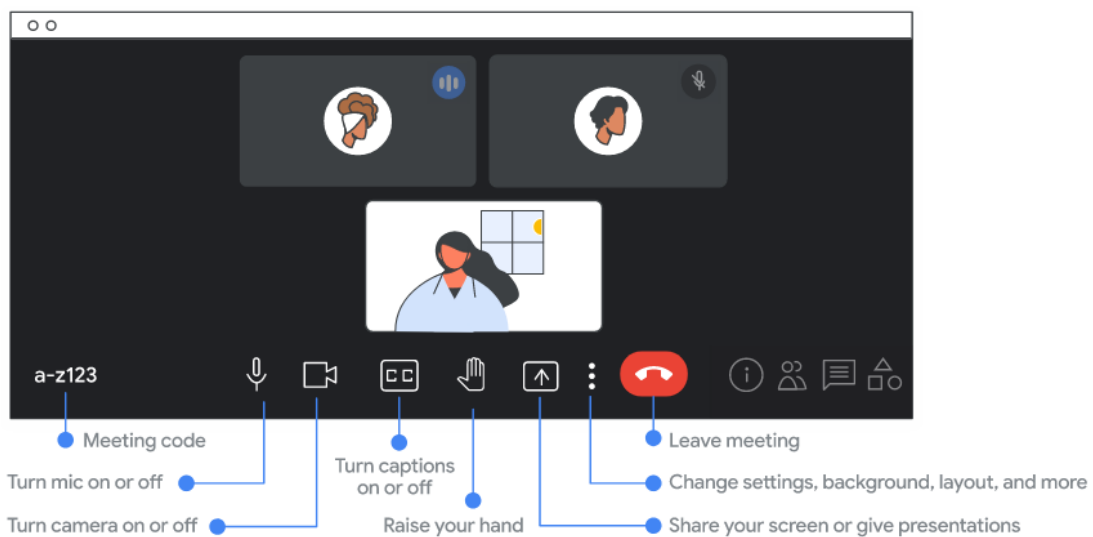 a-z123
CC
Meeting code
Leave meeting
Turn mic on or off
Turn captions
on or off
Change settings, background, layout, and more
Turn camera on or off
Raise your hand
Share your screen or give presentations